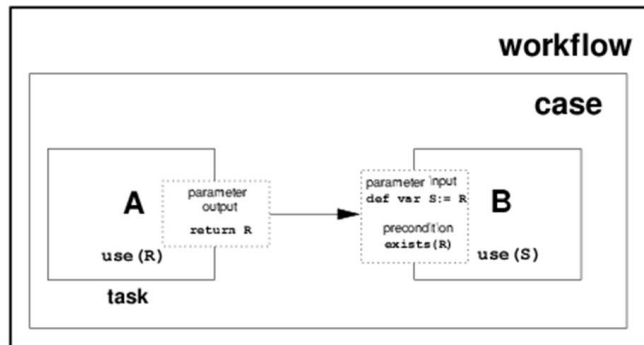 workflow
case
A
parameter
output
return R
use(R)
task
parameter input
def var S:= R
precondition
exists(R)
B
use(S)